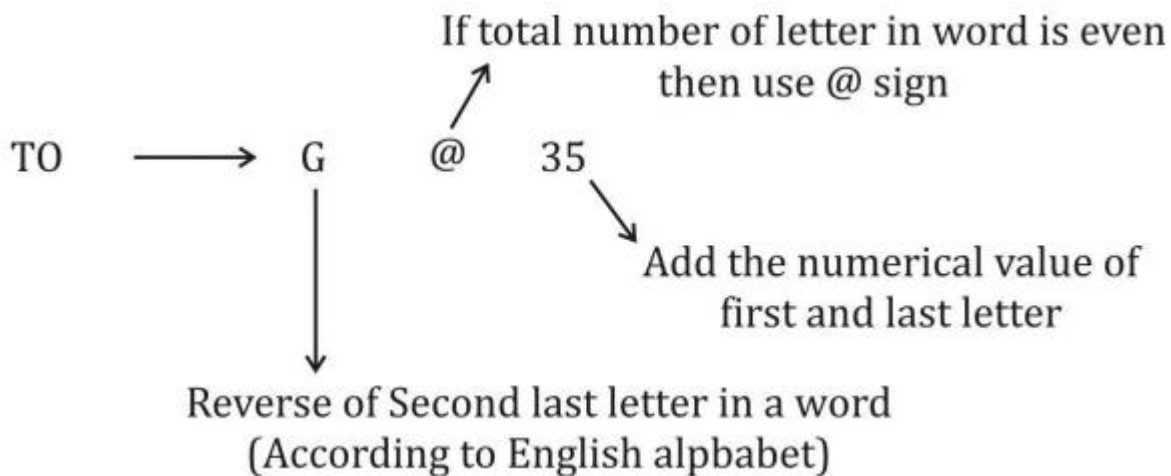 If total number of letter in word is even
then use @ sign
TO G @ 35
Add the numerical value of
first and last letter
Reverse of Second last letter in a word
(According to English alpbabet)